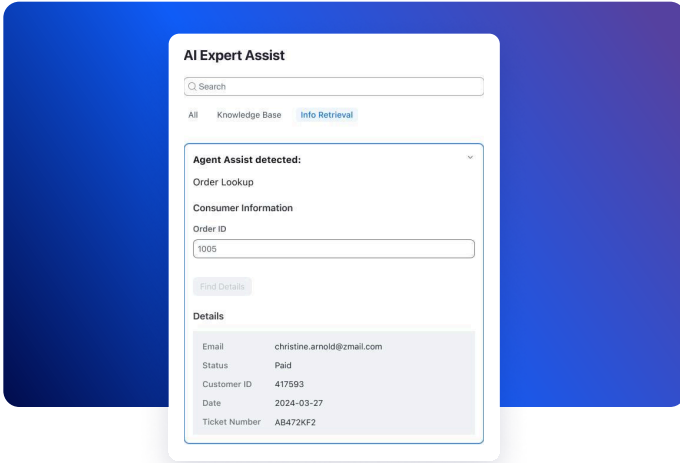 AI Expert Assist
Search
All Knowledge Base Info Retrieval
Agent Assist detected:
Order Lookup
Consumer Information
Order ID
1005
Find Details
Details
Email christine.arnold@zmail.com
Status Paid
Customer ID 417593
Date 2024-03-27
Ticket Number AB472KF2